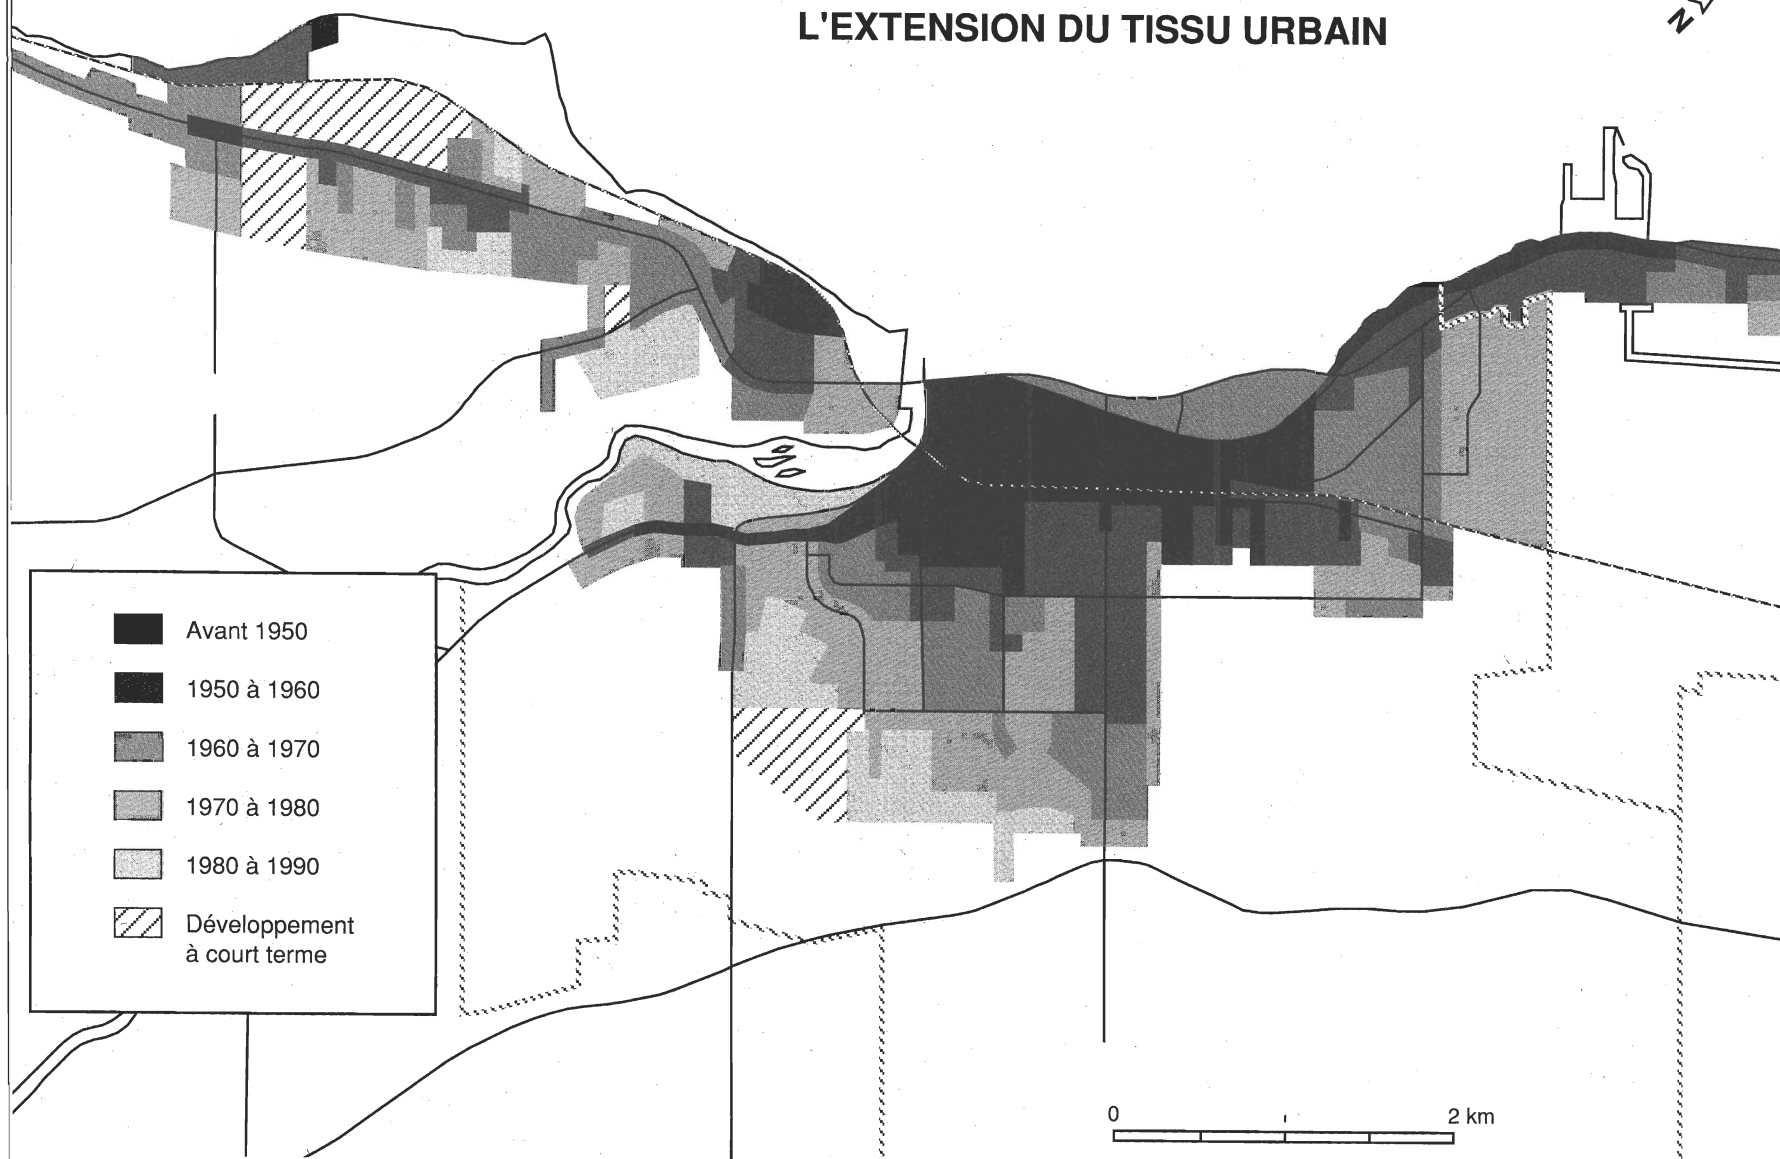 L'EXTENSION DU TISSU URBAIN
N
Avant 1950
1950 à 1960
1960 à 1970
1970 à 1980
1980 à 1990
Développement
à court terme
0 2 km